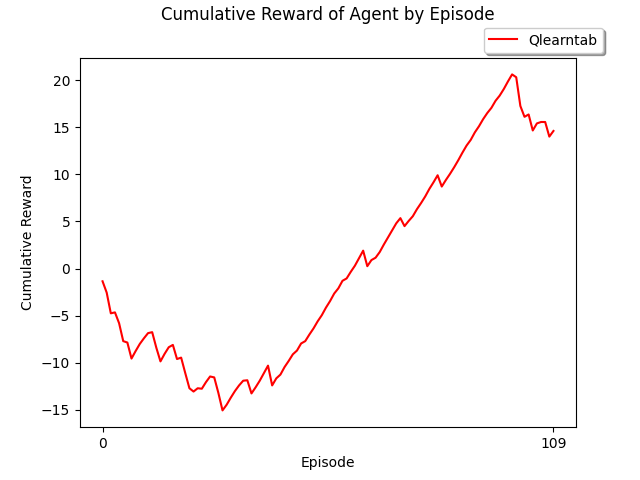 Cumulative Reward of Agent by Episode
Qlearntab
20
15
10
5
0
−5
−10
−15
Cumulative Reward
0
109
Episode